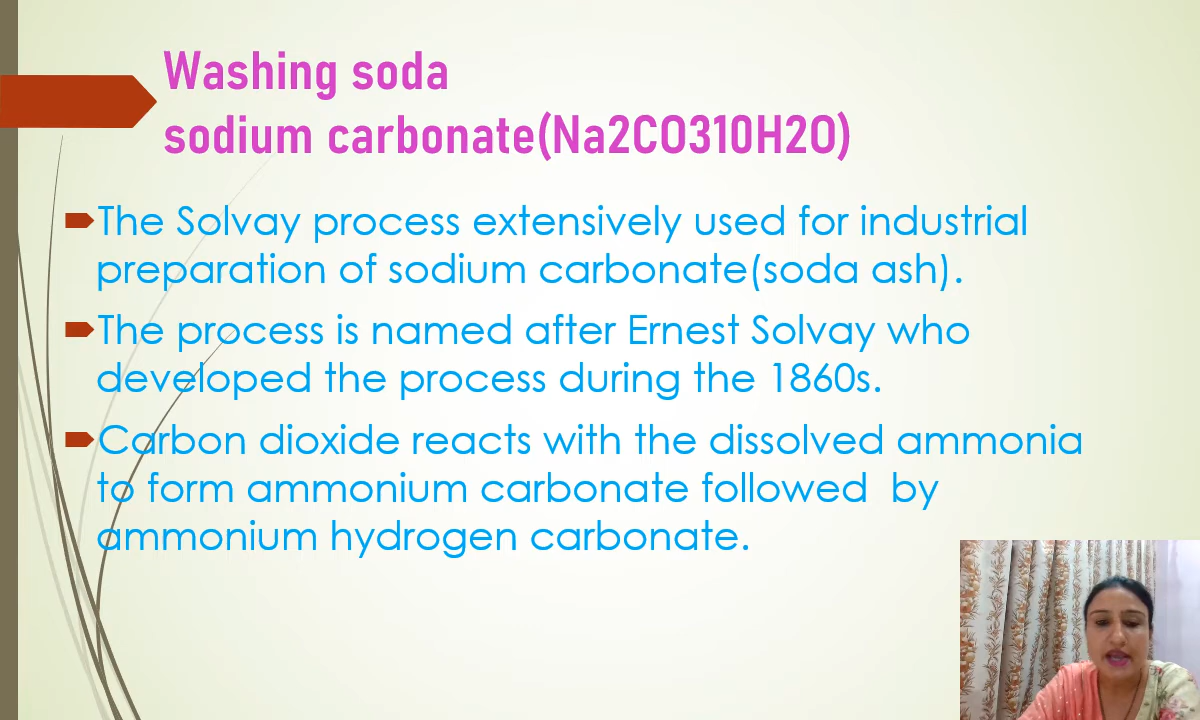 Washing soda
sodium carbonate(Na2CO310H2O)
The Solvay process extensively used for industrial
preparation of sodium carbonate(soda ash).
The process is named after Ernest Solvay who
developed the process during the 1860s.
Carbon dioxide reacts with the dissolved ammonia
to form ammonium carbonate followed  by
ammonium hydrogen carbonate.